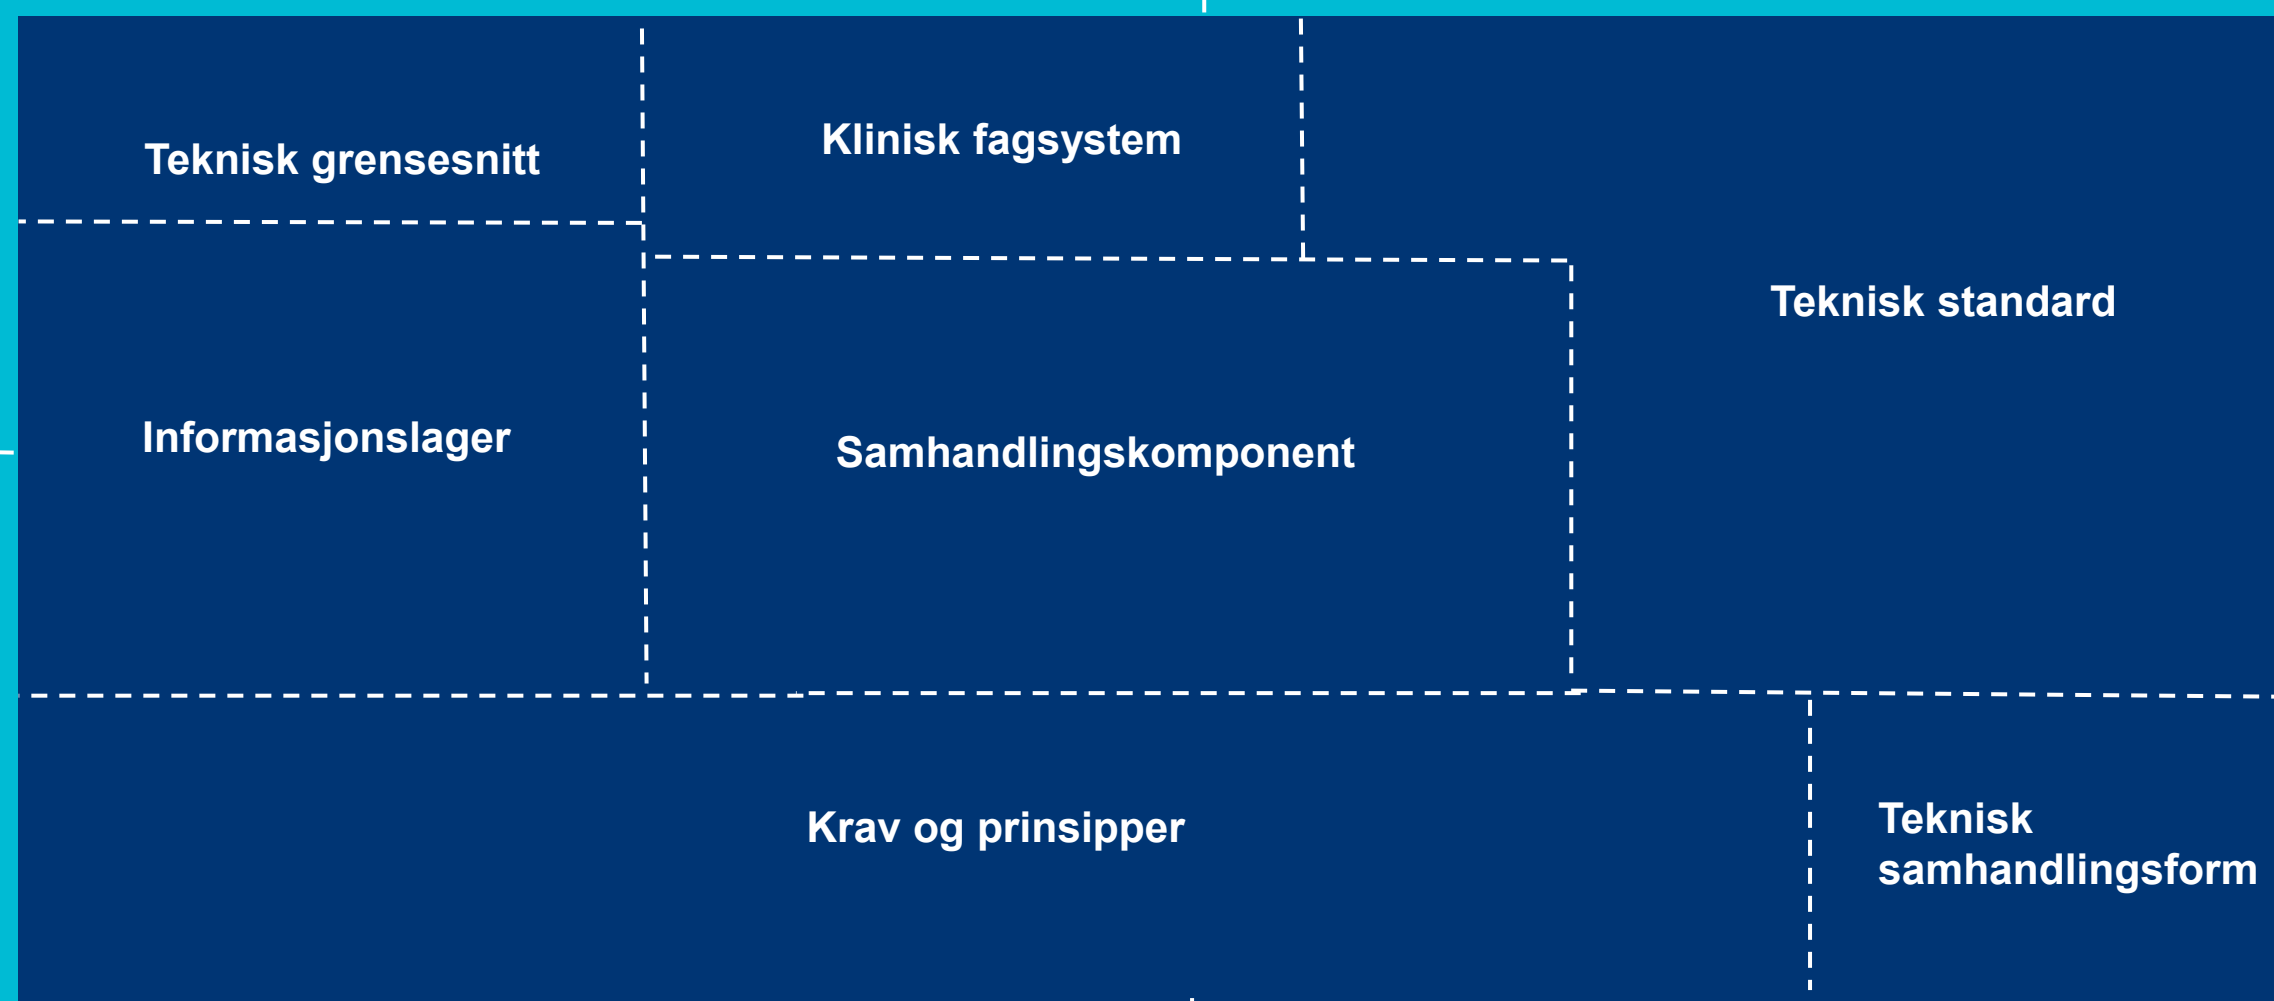 Teknisk grensesnitt
Klinisk fagsystem
Teknisk standard
Informasjonslager
Samhandlingskomponent
Krav og prinsipper
Teknisk
samhandlingsform